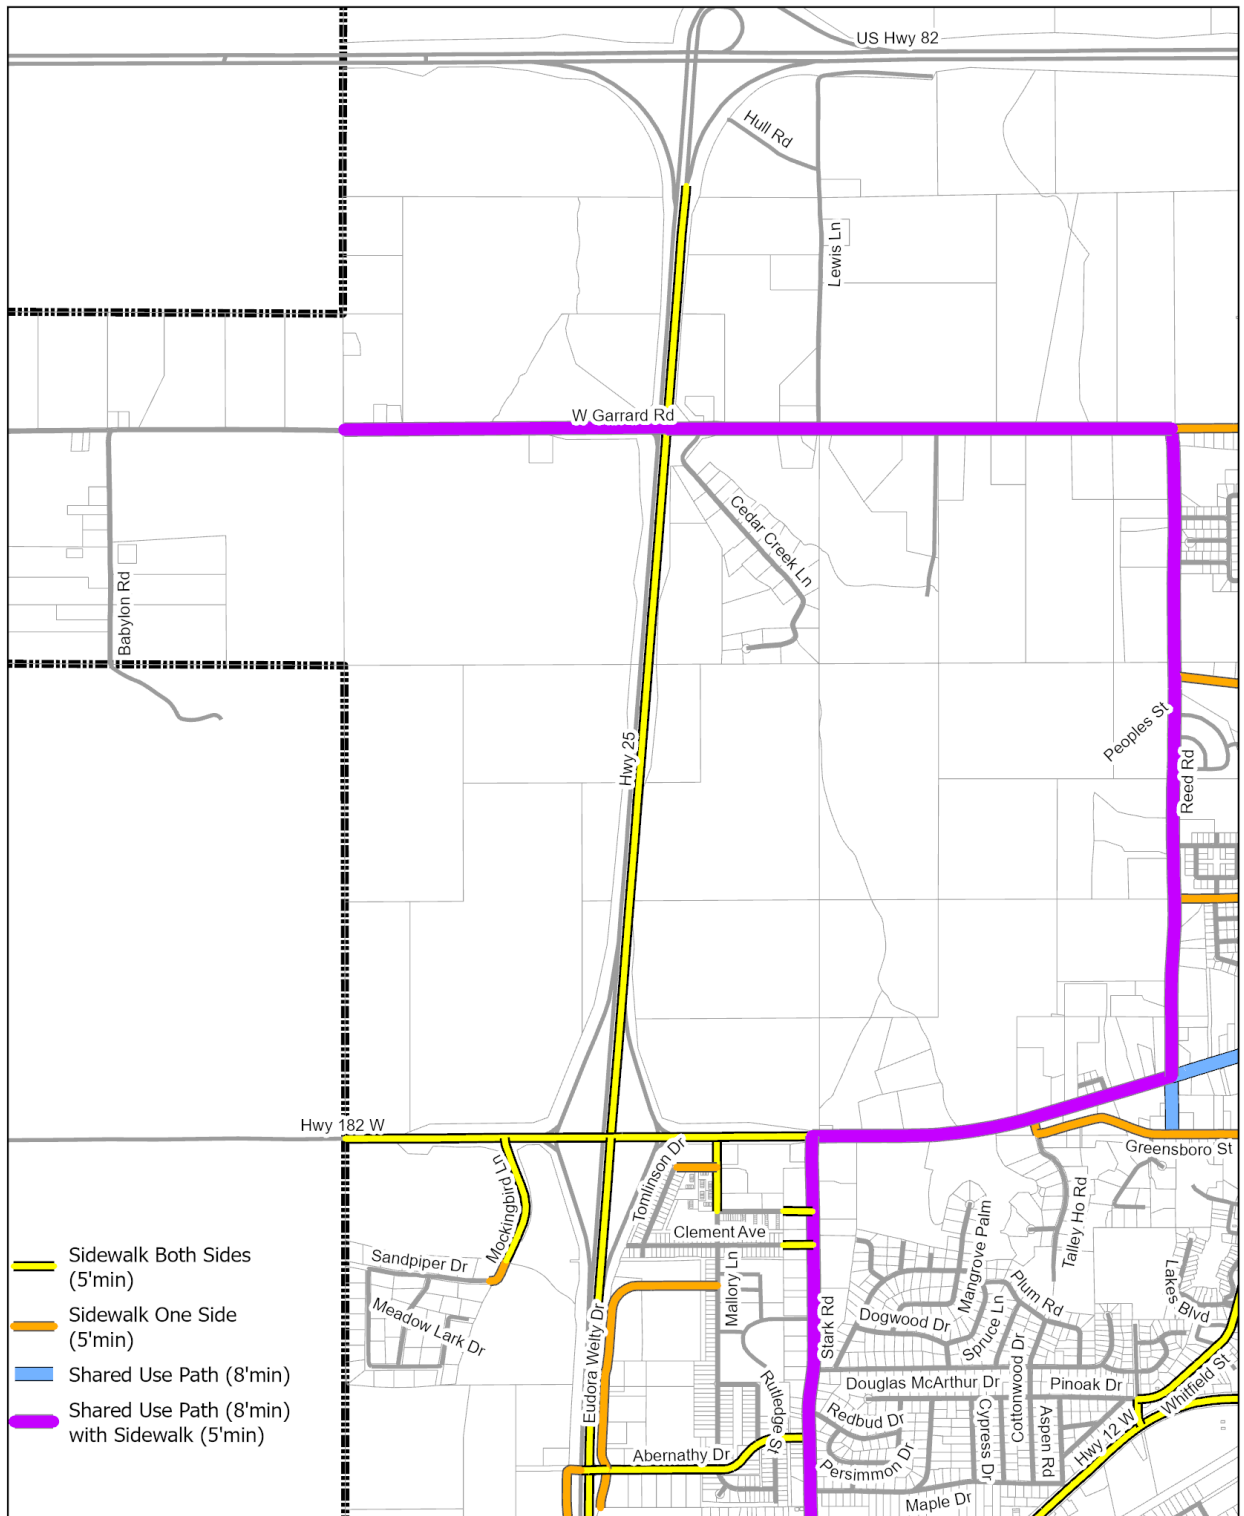 US Hwy 82
Hull Rd
Lewis Ln
W Garrard Rd
Cedar Creek Ln
Babylon Rd
Peoples St
Hwy 25
Reed Rd
Hwy 182 W
Greensboro St
Tomlinson Dr
Mockingbird Ln
Talley Ho Rd
Mangrove Palm
Clement Ave
Sandpiper Dr
Mallory Ln
Plum Rd
Lakes Blvd
Meadow Lark Dr
Dogwood Dr
Spruce Ln
Stark Rd
Cottonwood Dr
Eudora Welty Dr
Douglas McArthur Dr
Pinoak Dr
Whitfield St
Rutledge St
Redbud Dr
Cypress Dr
Aspen Rd
Hwy 12 W
Abernathy Dr
Persimmon Dr
Maple Dr
Sidewalk Both Sides
(5'min)
Sidewalk One Side
(5'min)
Shared Use Path (8'min)
Shared Use Path (8'min)
with Sidewalk (5'min)